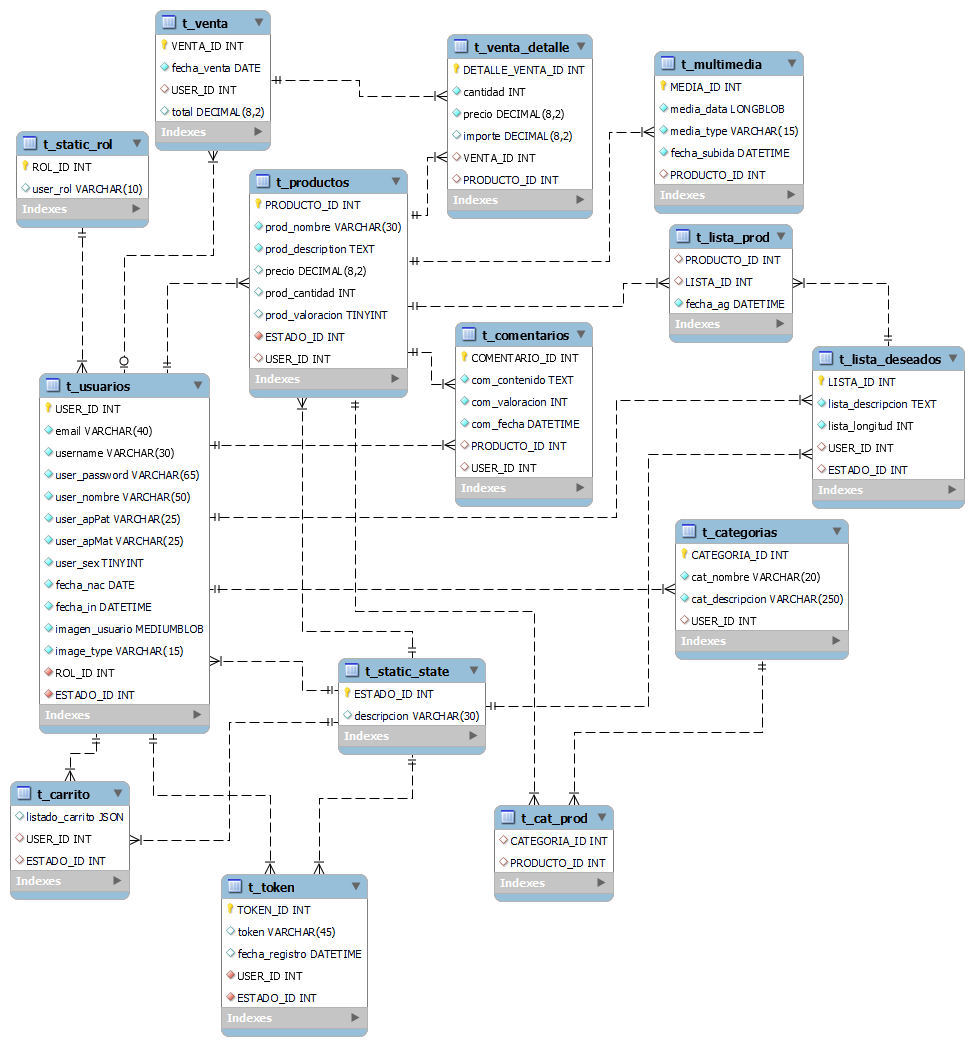 t_venta
VENTA_ID INT
fecha_venta DATE
USER_ID INT
total DECIMAL(8,2)
Indexes
t_venta_detalle
DETALLE_VENTA_ID INT
cantidad INT
precio DECIMAL(8,2)
importe DECIMAL(8,2)
VENTA_ID INT
PRODUCTO_ID INT
Indexes
t_multimedia
MEDIA_ID INT
media_data LONGBLOB
media_type VARCHAR(15)
fecha_subida DATETIME
PRODUCTO_ID INT
Indexes
t_static_rol
ROL_ID INT
user_rol VARCHAR(10)
Indexes
t_productos
PRODUCTO_ID INT
prod_nombre VARCHAR(30)
prod_description TEXT
precio DECIMAL(8,2)
prod_cantidad INT
prod_valoracion TINYINT
ESTADO_ID INT
USER_ID INT
Indexes
t_lista_prod
PRODUCTO_ID INT
LISTA_ID INT
fecha_ag DATETIME
Indexes
t_comentarios
COMENTARIO_ID INT
com_contenido TEXT
com_valoracion INT
com_fecha DATETIME
PRODUCTO_ID INT
USER_ID INT
Indexes
t_lista_deseados
LISTA_ID INT
lista_descripcion TEXT
lista_longitud INT
USER_ID INT
ESTADO_ID INT
Indexes
t_usuarios
USER_ID INT
email VARCHAR(40)
username VARCHAR(30)
user_password VARCHAR(65)
user_nombre VARCHAR(50)
user_apPat VARCHAR(25)
user_apMat VARCHAR(25)
user_sex TINYINT
fecha_nac DATE
fecha_in DATETIME
imagen_usuario MEDIUMBLOB
image_type VARCHAR(15)
ROL_ID INT
ESTADO_ID INT
Indexes
t_categorias
CATEGORIA_ID INT
cat_nombre VARCHAR(20)
cat_descripcion VARCHAR(250)
USER_ID INT
Indexes
t_static_state
ESTADO_ID INT
descripcion VARCHAR(30)
Indexes
t_carrito
listado_carrito JSON
USER_ID INT
ESTADO_ID INT
Indexes
t_cat_prod
CATEGORIA_ID INT
PRODUCTO_ID INT
Indexes
t_token
TOKEN_ID INT
token VARCHAR(45)
fecha_registro DATETIME
USER_ID INT
ESTADO_ID INT
Indexes